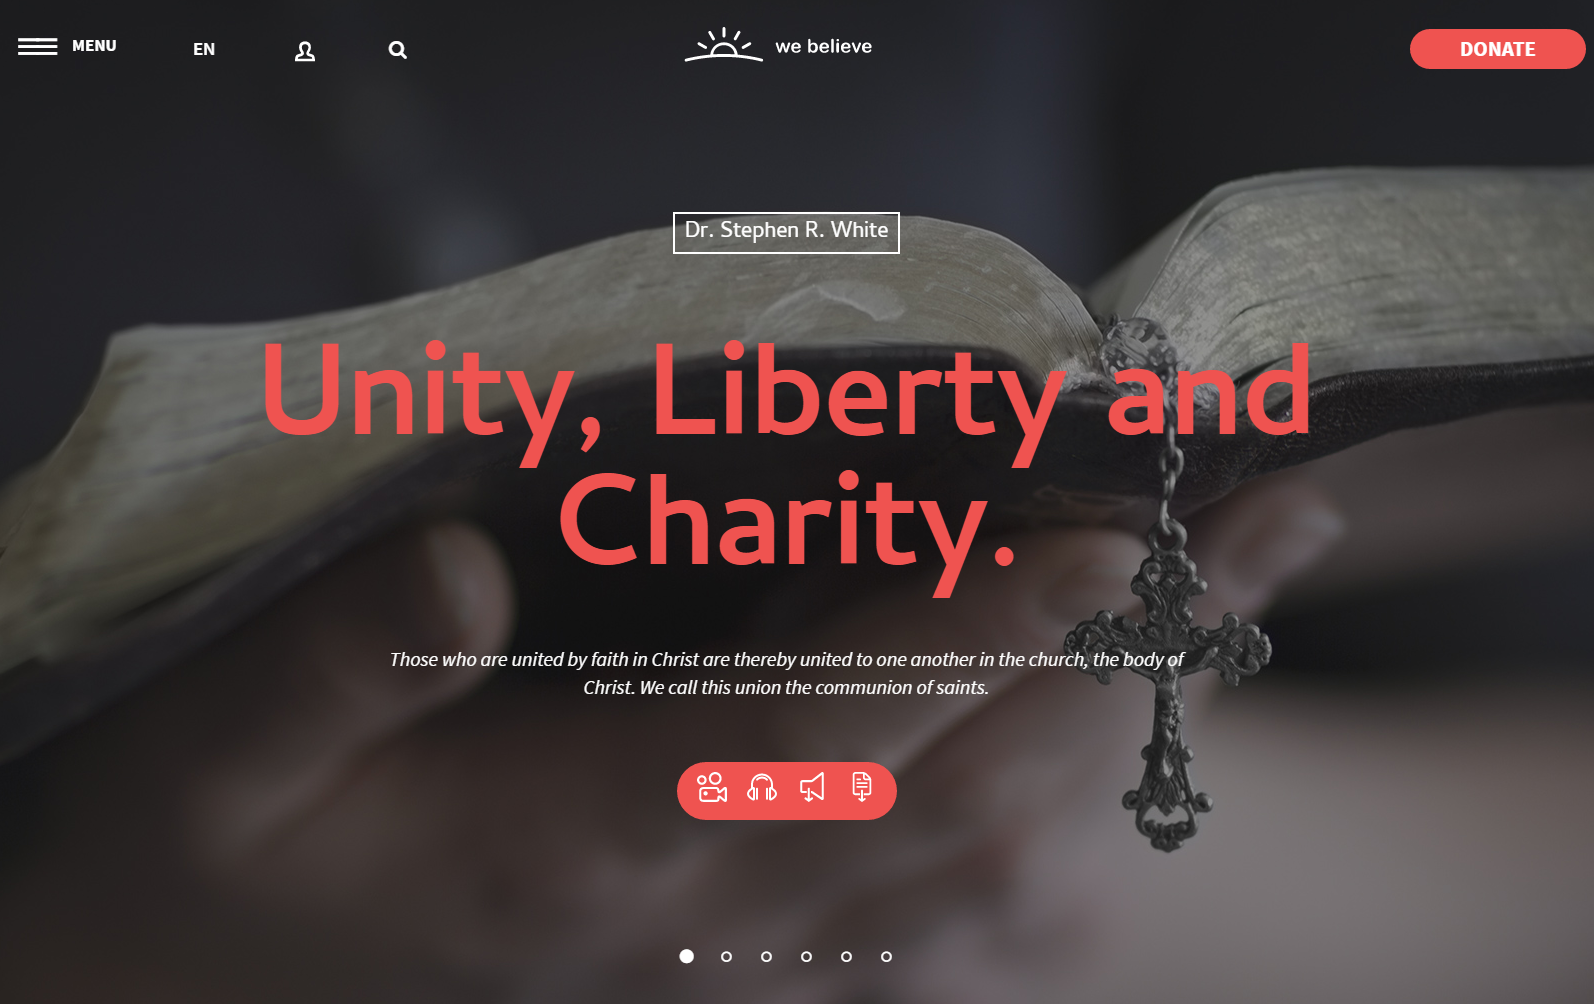 MENU
EN
we believe
DONATE
Dr. Stephen R. White
Unity, Liberty and
Charity.
Those who are united by faith in Christ are thereby united to one another in the church, the body of
Christ. We call this union the communion of saints.